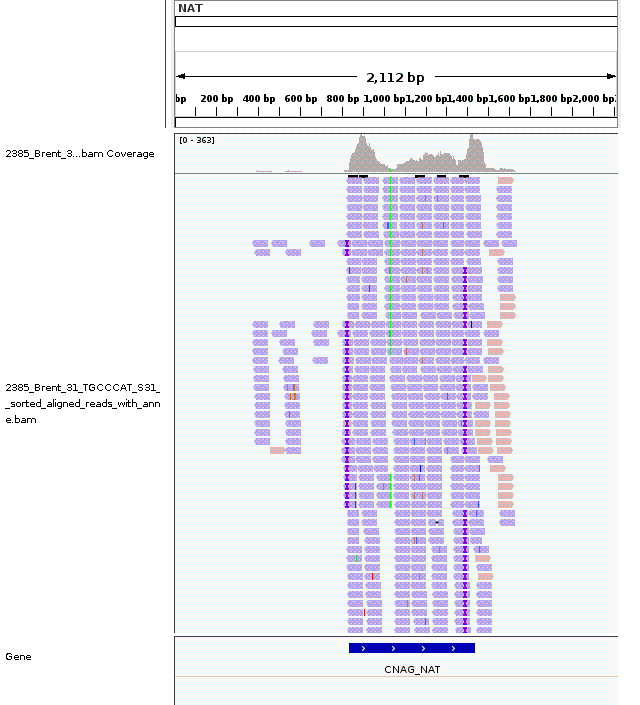 NAT
2,112 bp
bp 200 bp 400 bp 600 bp 800 bp 1,000 bp 1,200 bp 1,400 bp 1,600 bp 1,800 bp 2,000 bp
[0 - 363]
2385_Brent_3...bam Coverage
2385_Brent_31_TGCCCAT_S31_
_sorted_aligned_reads_with_ann
e.bam
Gene
CNAG_NAT